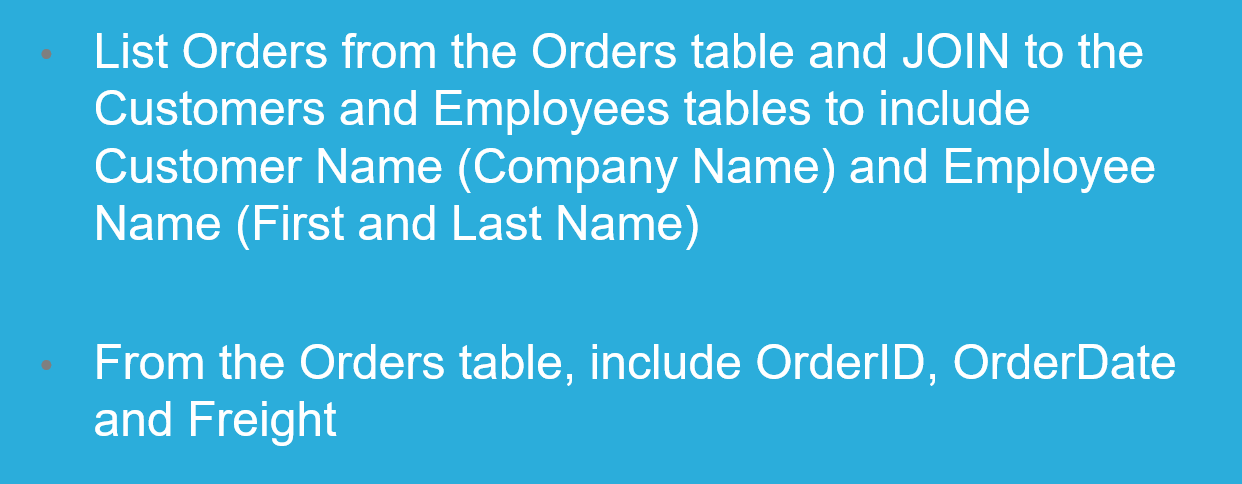 • List Orders from the Orders table and JOIN to the
Customers and Employees tables to include
Customer Name (Company Name) and Employee
Name (First and Last Name)
• From the Orders table, include OrderID, OrderDate
and Freight